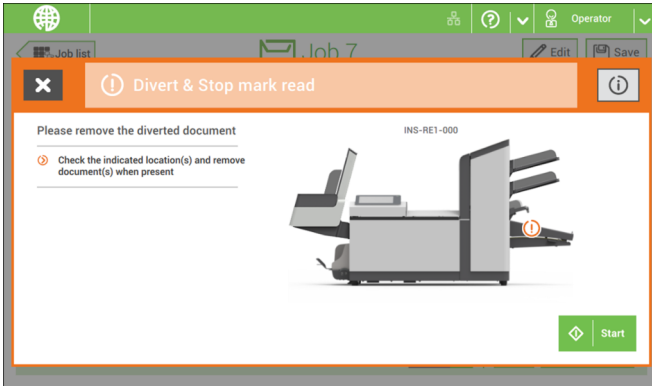 Operator
Job list
Job 7
Edit
Save
Divert & Stop mark read
Please remove the diverted document
INS-RE1-000
Check the indicated location(s) and remove
document(s) when present
Start